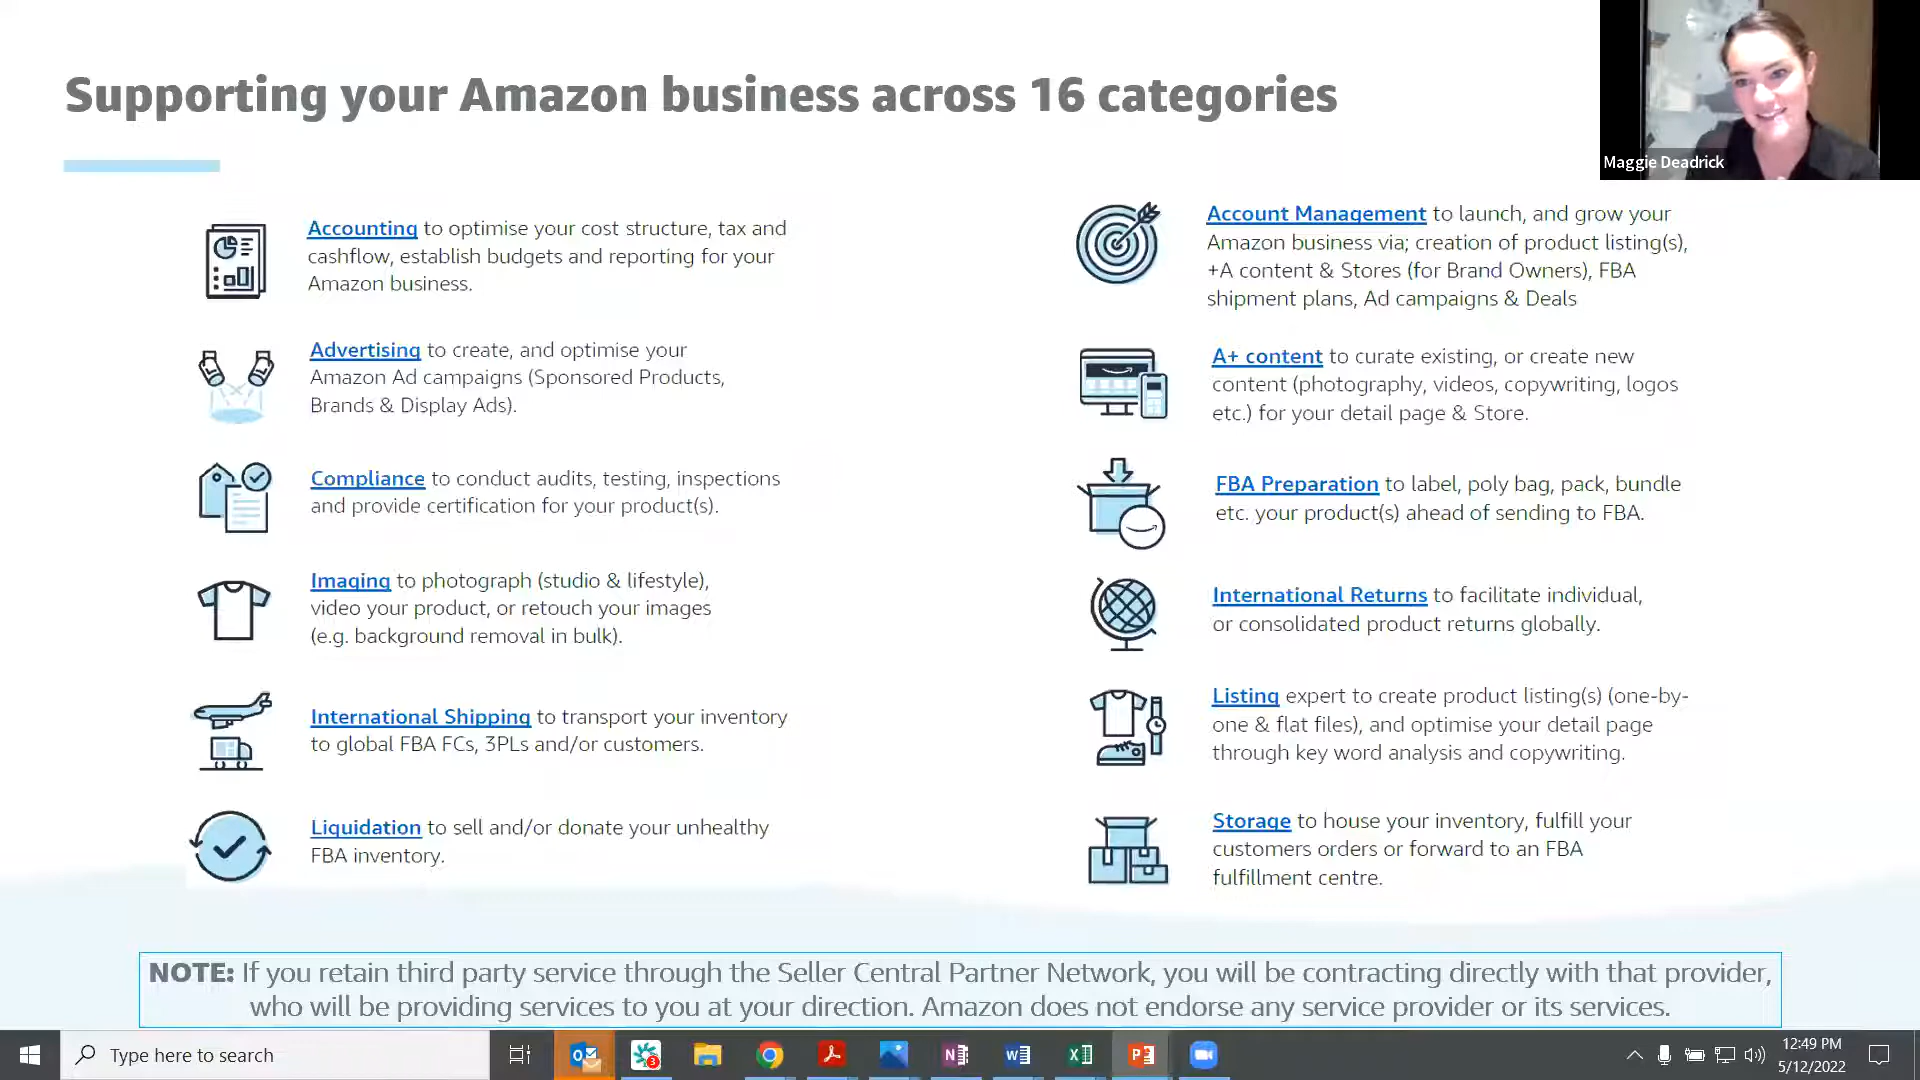 Supporting your Amazon business across 16 categories
Maggie Deadrick
Accounting to optimise your cost structure, tax and
cashflow, establish budgets and reporting for your
Amazon business.
Advertising to create, and optimise your
Amazon Ad campaigns (Sponsored Products,
Brands & Display Ads).
Compliance to conduct audits, testing, inspections
and provide certification for your product(s).
Imaging to photograph (studio & lifestyle),
video your product, or retouch your images
(e.g. background removal in bulk).
International Shipping to transport your inventory
to global FBA FCs, 3PLs and/or customers.
Liquidation to sell and/or donate your unhealthy
FBA inventory.
Account Management to launch, and grow your
Amazon business via; creation of product listing(s),
+A content & Stores (for Brand Owners), FBA
shipment plans, Ad campaigns & Deals
A+ content to curate existing, or create new
content (photography, videos, copywriting, logos
etc.) for your detail page & Store.
FBA Preparation to label, poly bag, pack, bundle
etc. your product(s) ahead of sending to FBA.
International Returns to facilitate individual,
or consolidated product returns globally.
Listing expert to create product listing(s) (one-by-
one & flat files), and optimise your detail page
through key word analysis and copywriting.
Storage to house your inventory, fulfill your
customers orders or forward to an FBA
fulfillment centre.
NOTE: If you retain third party service through the Seller Central Partner Network, you will be contracting directly with that provider,
who will be providing services to you at your direction. Amazon does not endorse any service provider or its services.
Type here to search
3
12:49 PM
5/12/2022